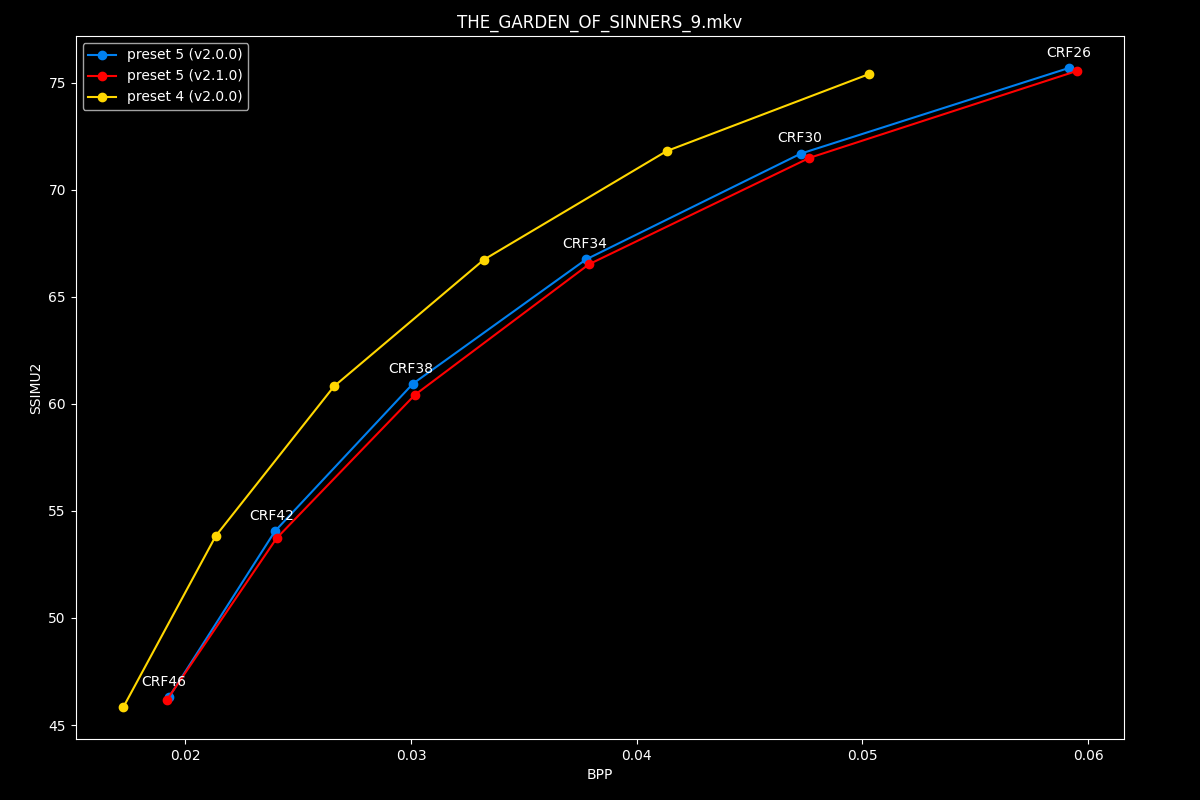 THE_GARDEN_OF_SINNERS_9.mkv
preset 5 (v2.0.0)
preset 5 (v2.1.0)
preset 4 (v2.0.0)
CRF26
CRF30
CRF34
CRF38
CRF42
CRF46
75
70
65
60
55
50
45
SSIMU2
0.02 0.03 0.04 0.05 0.06
BPP